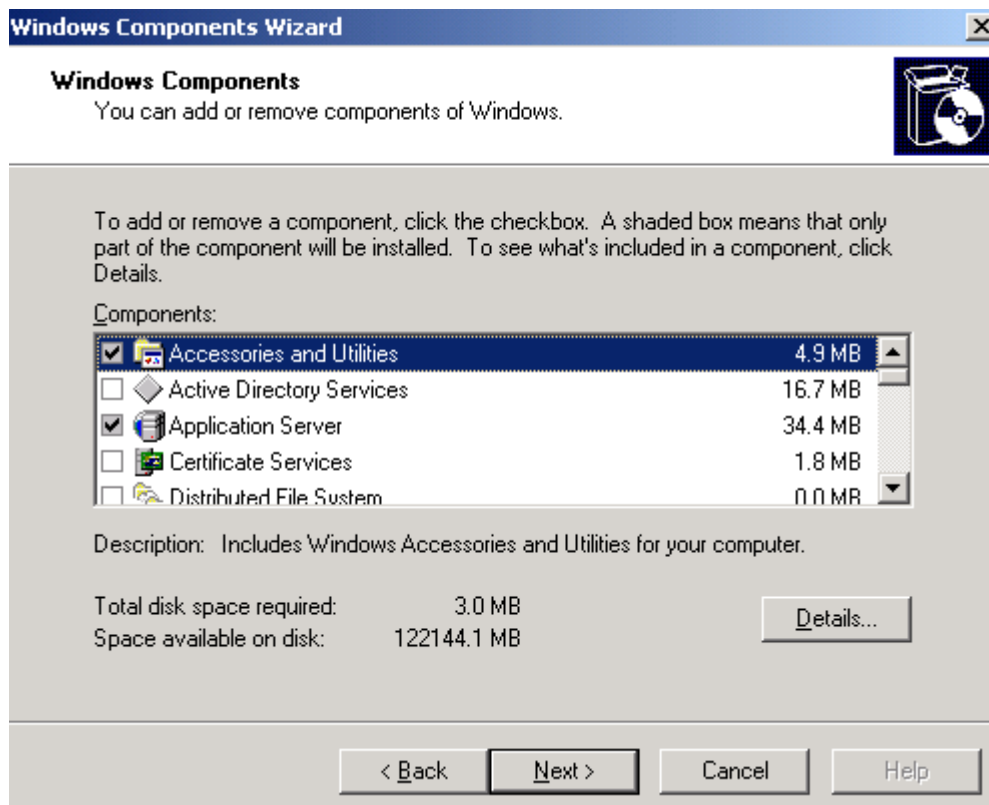 Windows Components Wizard
Windows Components
You can add or remove components of Windows.
To add or remove a component, click the checkbox. A shaded box means that only
part of the component will be installed. To see what's included in a component, click
Details.
Components:
Accessories and Utilities 4.9 MB
Active Directory Services 16.7 MB
Application Server 34.4 MB
Certificate Services 1.8 MB
Distributed File System 0.0 MB
Description: Includes Windows Accessories and Utilities for your computer.
Total disk space required: 3.0 MB
Space available on disk: 122144.1 MB
Details...
< Back Next > Cancel Help